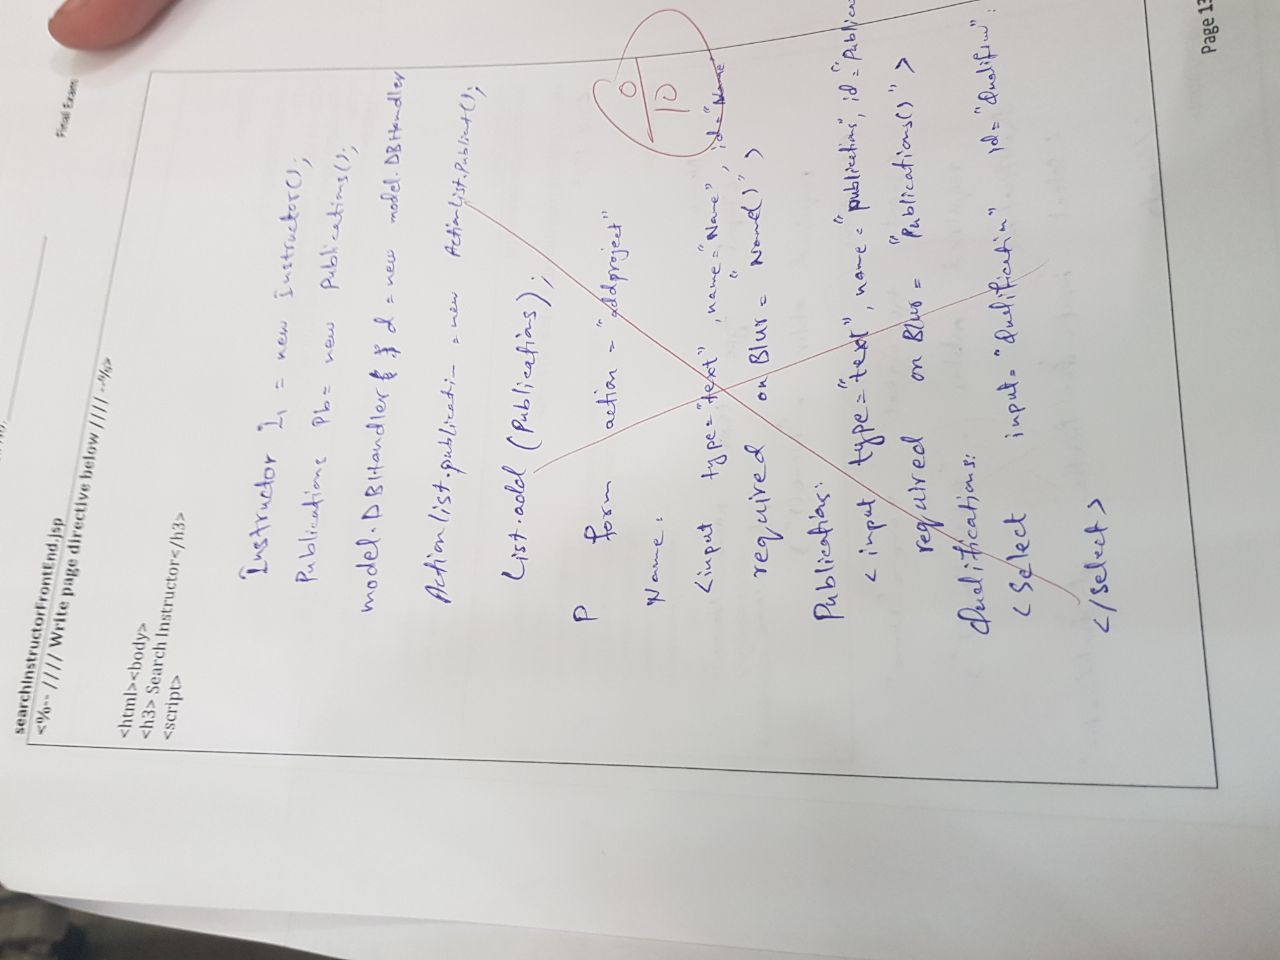 Final Exam
searchInstructorFrontEnd.jsp
<%-- //// Write page directive below //// --%>
<html><body>
<h3> Search Instructor</h3>
<script>
Instructor I1 = new Instructor();
Publications Pb= new Publications();
model.DBHandler { } d = new model.DBHandler
Actionlist.publicati = new ActionList.Publicat();
List.add (Publications);
P form action = "addproject"
0
10
Name:
<input type="text", name="Name", id="Name"
required onBlur = "Name()">
Publications:
<input type="text", name="publications", id="Publica
required onBlur = "Publications()">
Qualifications:
<Select input="Qualificatin" id=
</Select>
Page 13